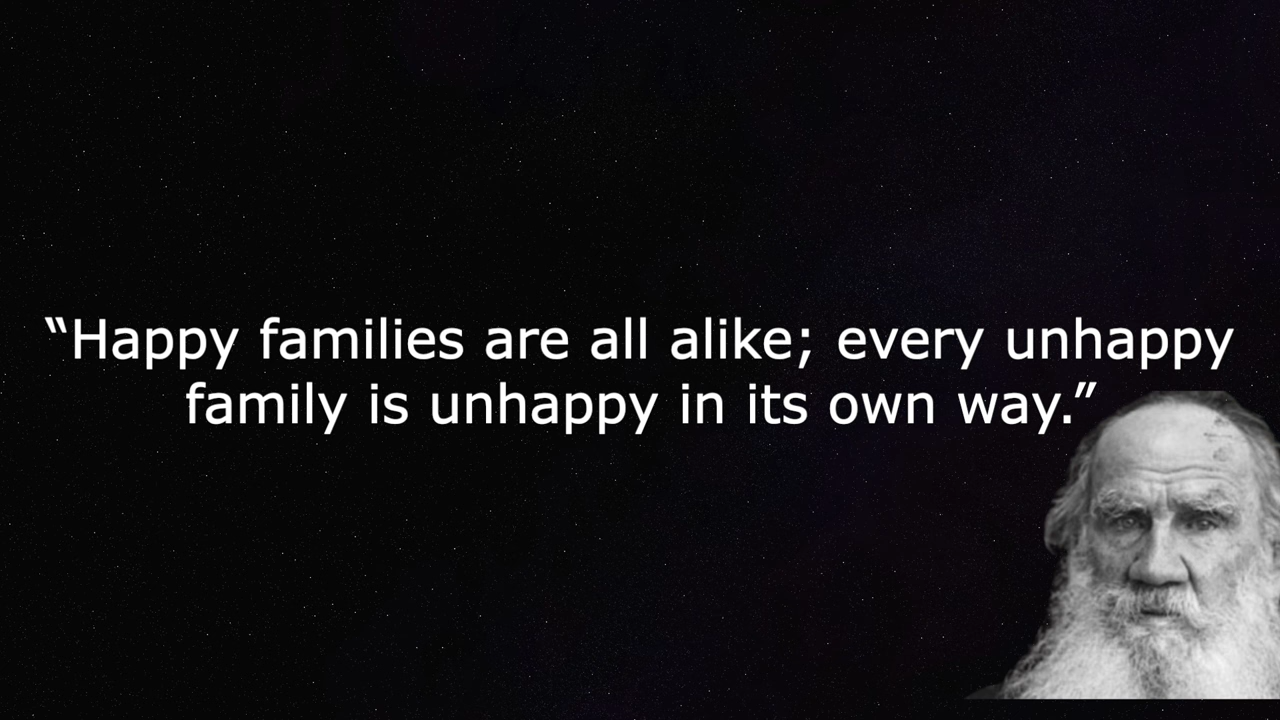 “Happy families are all alike; every unhappy
family is unhappy in its own way.”